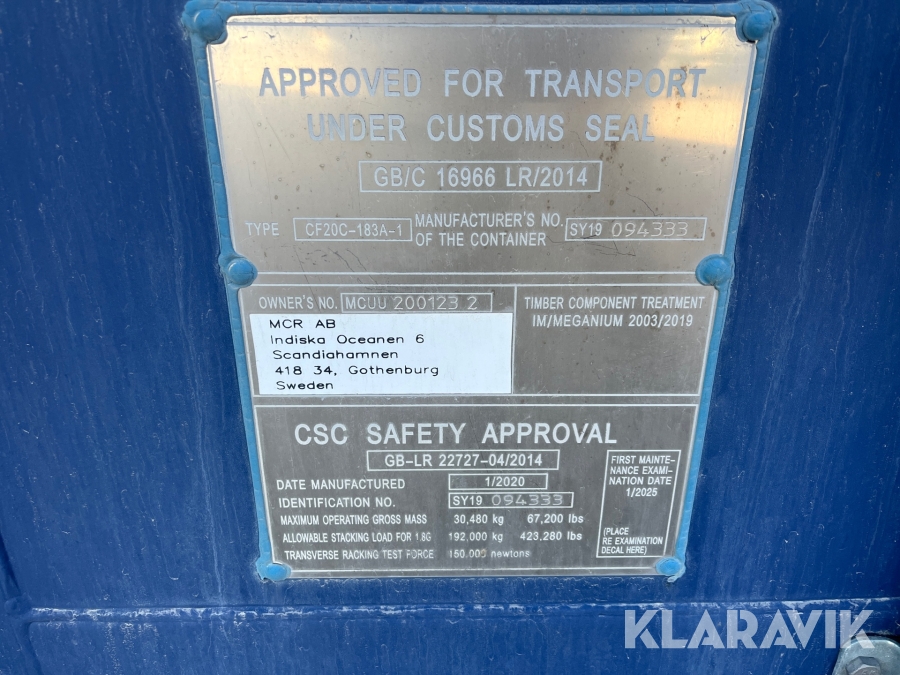 APPROVED FOR TRANSPORT
UNDER CUSTOMS SEAL
GB/C 16966 LR/2014
TYPE CF20C-183A-1 MANUFACTURER'S NO. OF THE CONTAINER SY19 094333
OWNER'S NO. MCUU 200123 2
MCR AB
Indiska Oceanen 6
Scandiahamnen
418 34, Gothenburg
Sweden
TIMBER COMPONENT TREATMENT
IM/MEGANIUM 2003/2019
CSC SAFETY APPROVAL
GB-LR 22727-04/2014
DATE MANUFACTURED 1/2020
IDENTIFICATION NO. SY19 094333
MAXIMUM OPERATING GROSS MASS 30,480 kg 67,200 lbs
ALLOWABLE STACKING LOAD FOR 1.8G 192,000 kg 423,280 lbs
TRANSVERSE RACKING TEST FORCE 150,000 newtons
FIRST MAINTE-
NANCE EXAMI-
NATION DATE
1/2025
(PLACE
RE EXAMINATION
DECAL HERE)
KLARAVIK